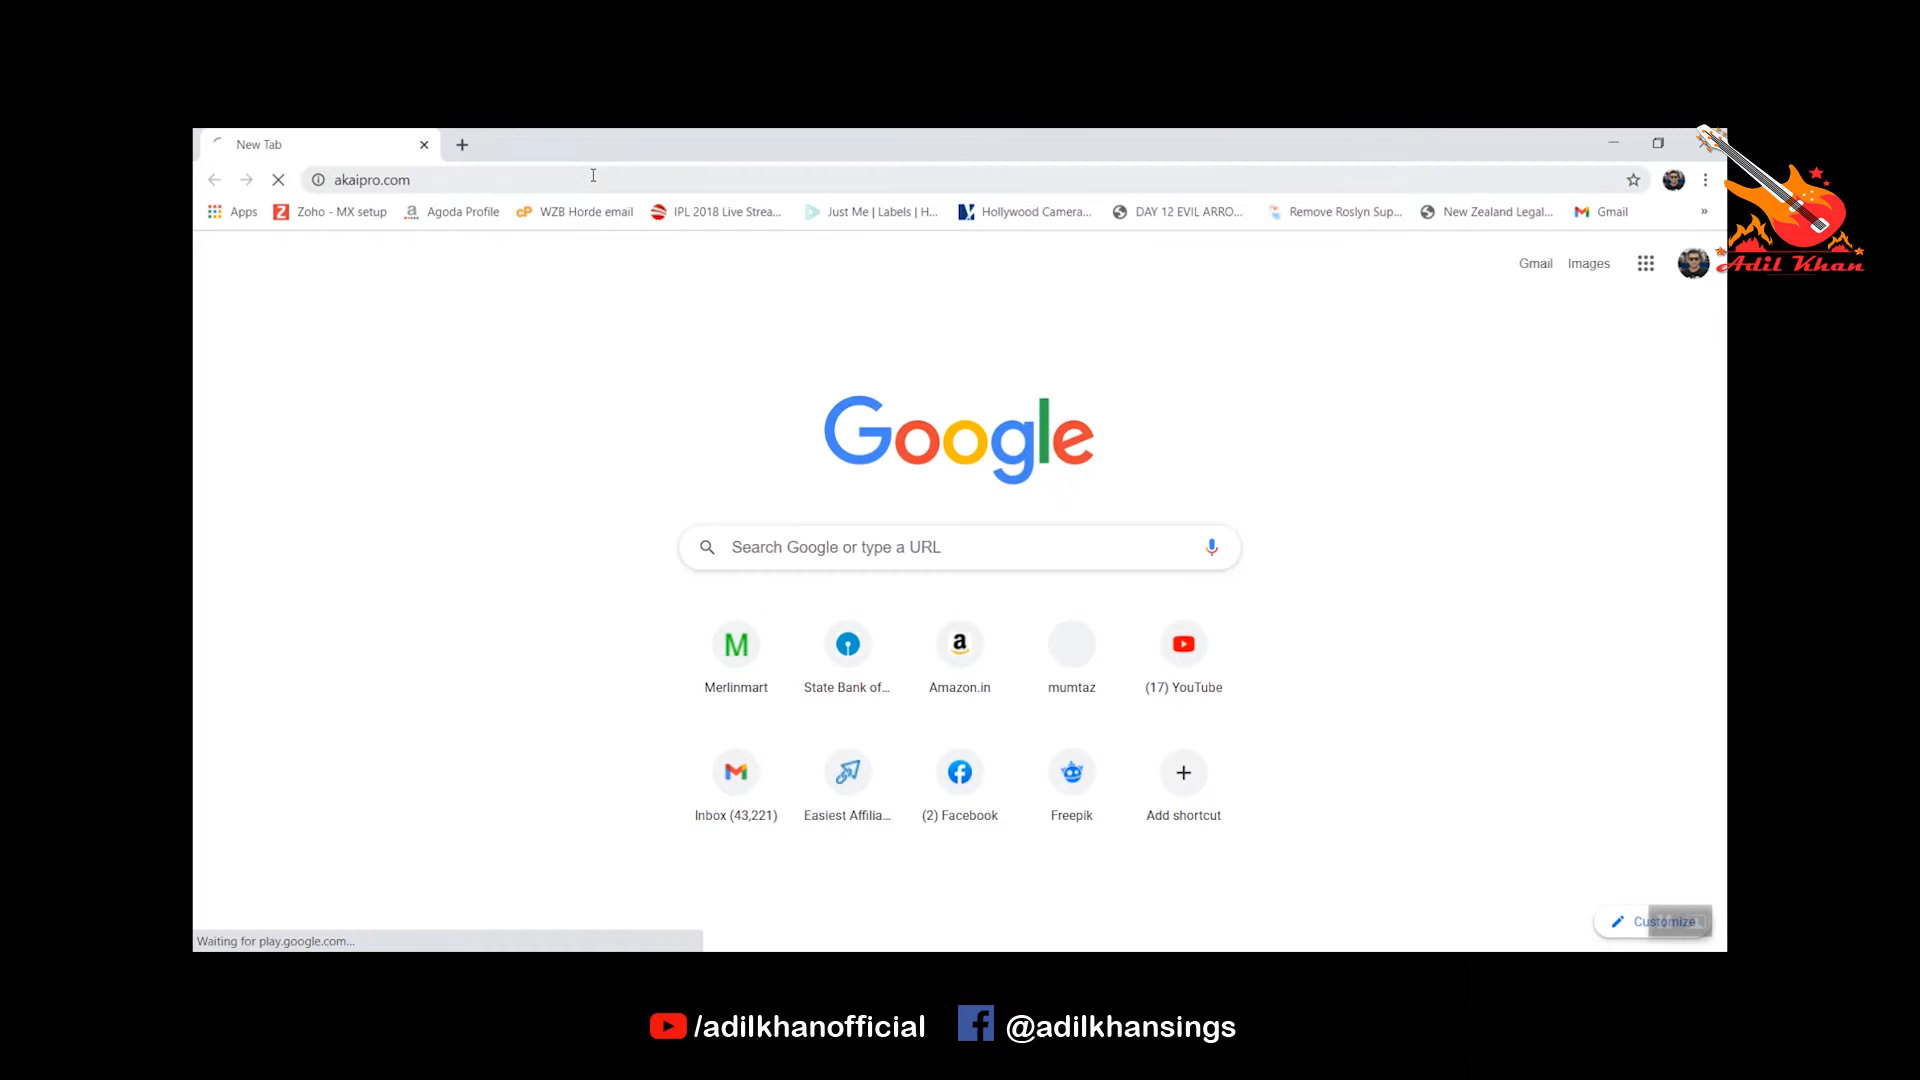 New Tab
akaipro.com
Apps Zoho - MX setup Agoda Profile WZB Horde email IPL 2018 Live Strea... Just Me | Labels | H... Hollywood Camera... DAY 12 EVIL ARRO... Remove Roslyn Sup... New Zealand Legal... Gmail »
Gmail Images
Adil Khan
Google
Search Google or type a URL
Merlinmart State Bank of... Amazon.in mumtaz (17) YouTube
Inbox (43,221) Easiest Affilia... (2) Facebook Freepik Add shortcut
Customize
Waiting for play.google.com...
/adilkhanofficial @adilkhansings